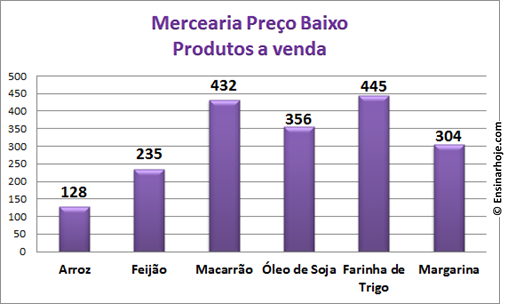 Mercearia Preço Baixo
Produtos a venda
500
450
400
350
300
250
200
150
100
50
0
128
235
432
356
445
304
Arroz
Feijão
Macarrão
Óleo de Soja
Farinha de
Trigo
Margarina
© Ensinarhoje.com